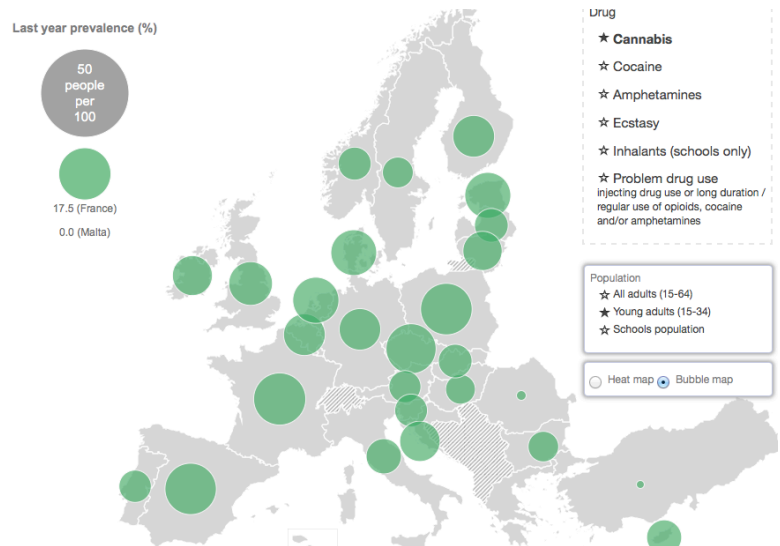 Last year prevalence (%)
50
people
per
100
17.5 (France)
0.0 (Malta)
Drug
★ Cannabis
☆ Cocaine
☆ Amphetamines
☆ Ecstasy
☆ Inhalants (schools only)
☆ Problem drug use
injecting drug use or long duration /
regular use of opioids, cocaine
and/or amphetamines
Population
☆ All adults (15-64)
★ Young adults (15-34)
☆ Schools population
Heat map Bubble map